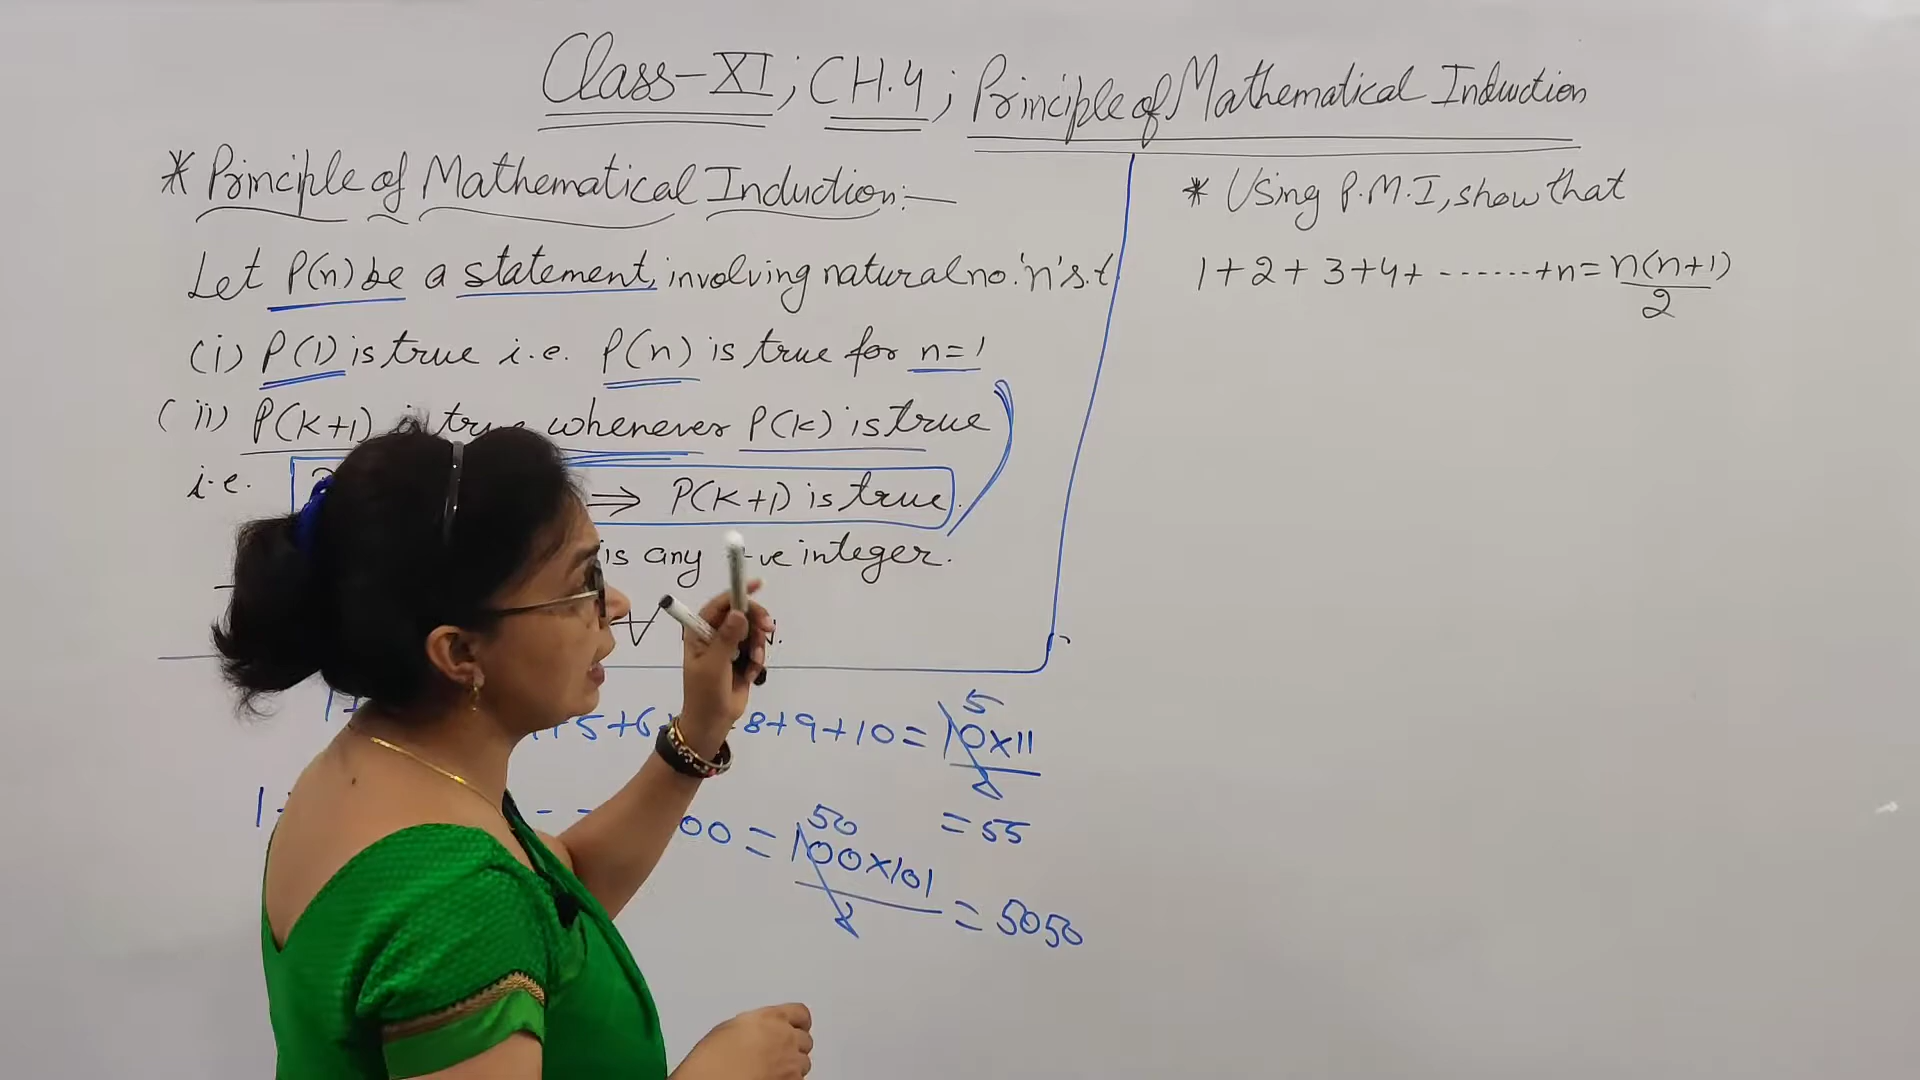 Class-XI; CH.4; Principle of Mathematical Induction
* Principle of Mathematical Induction:—
Let P(n) be a statement, involving natural no. 'n' s.t
(i) P(1) is true i.e. P(n) is true for n=1
(ii) P(K+1) is true whenever P(K) is true
i.e. ⇒ P(K+1) is true.
is any +ve integer.
5+6 8+9+10 = 10×11
2
5
= 55
00 = 100×101
2
50
= 5050
* Using P.M.I, show that
1+2+3+4+ ------+n = n(n+1)
2